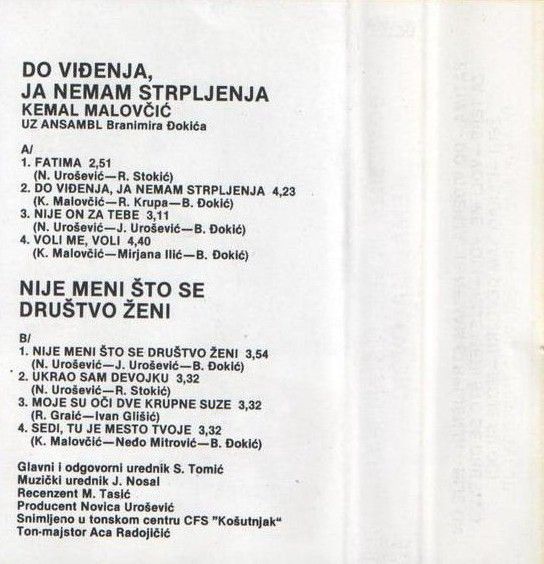 DO VIĐENJA,
JA NEMAM STRPLJENJA
KEMAL MALOVČIĆ
UZ ANSAMBL Branimira Đokića
A/
1. FATIMA 2,51
(N. Urošević—R. Stokić)
2. DO VIĐENJA, JA NEMAM STRPLJENJA 4,23
(K. Malovčić—R. Krupa—B. Đokić)
3. NIJE ON ZA TEBE 3,11
(N. Urošević—J. Urošević—B. Đokić)
4. VOLI ME, VOLI 4,40
(K. Malovčić—Mirjana Ilić—B. Đokić)
NIJE MENI ŠTO SE
DRUŠTVO ŽENI
B/
1. NIJE MENI ŠTO SE DRUŠTVO ŽENI 3,54
(N. Urošević—J. Urošević—B. Đokić)
2. UKRAO SAM DEVOJKU 3,32
(N. Urošević—R. Stokić)
3. MOJE SU OČI DVE KRUPNE SUZE 3,32
(R. Graić—Ivan Glišić)
4. SEDI, TU JE MESTO TVOJE 3,32
(K. Malovčić—Neđo Mitrović—B. Đokić)
Glavni i odgovorni urednik S. Tomić
Muzički urednik J. Nosal
Recenzent M. Tasić
Producent Novica Urošević
Snimljeno u tonskom centru CFS "Košutnjak"
Ton-majstor Aca Radojičić